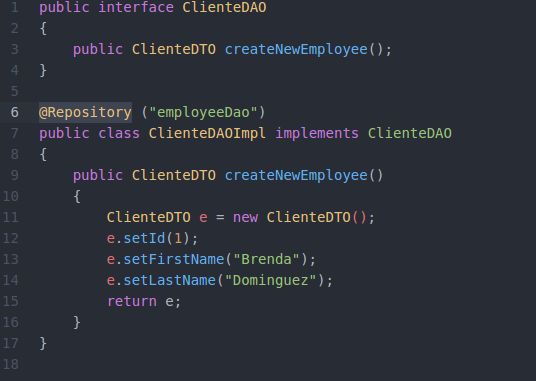 1 public interface ClienteDAO
2 {
3 public ClienteDTO createNewEmployee();
4 }
5
6 @Repository ("employeeDao")
7 public class ClienteDAOImpl implements ClienteDAO
8 {
9 public ClienteDTO createNewEmployee()
10 {
11 ClienteDTO e = new ClienteDTO();
12 e.setId(1);
13 e.setFirstName("Brenda");
14 e.setLastName("Dominguez");
15 return e;
16 }
17 }
18